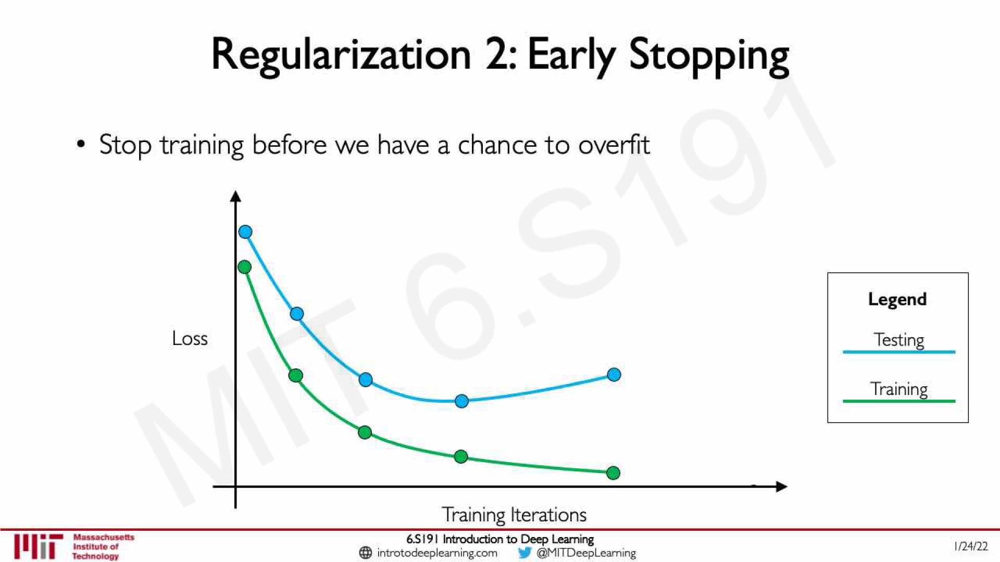 Regularization 2: Early Stopping
• Stop training before we have a chance to overfit
MIT 6.S191
Loss
Legend
Testing
Training
Training Iterations
Massachusetts
Institute of
Technology
6.S191 Introduction to Deep Learning
introtodeeplearning.com @MITDeepLearning
1/24/22